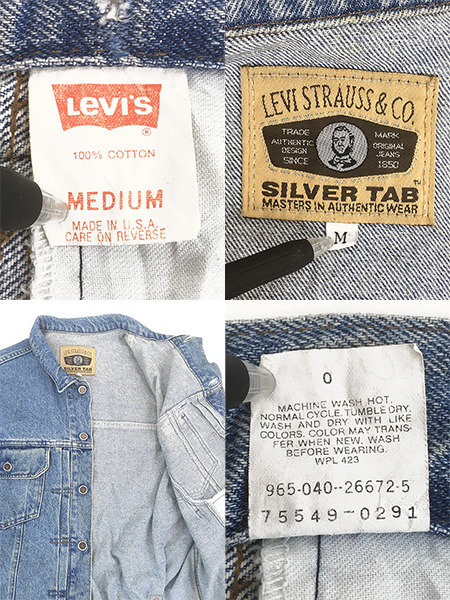 LEVI'S
®
100% COTTON
MEDIUM
MADE IN U.S.A.
CARE ON REVERSE
LEVI STRAUSS & CO.
TRADE MARK
AUTHENTIC ORIGINAL
DESIGN JEANS
SINCE 1850
SILVER TAB
MASTERS IN AUTHENTIC WEAR
M
LEVI STRAUSS & CO.
SILVER TAB
0
MACHINE WASH HOT.
NORMAL CYCLE. TUMBLE DRY.
WASH AND DRY WITH LIKE
COLORS. COLOR MAY TRANS-
FER WHEN NEW. WASH
BEFORE WEARING.
WPL 423
965-040--26672-5
75549-0291